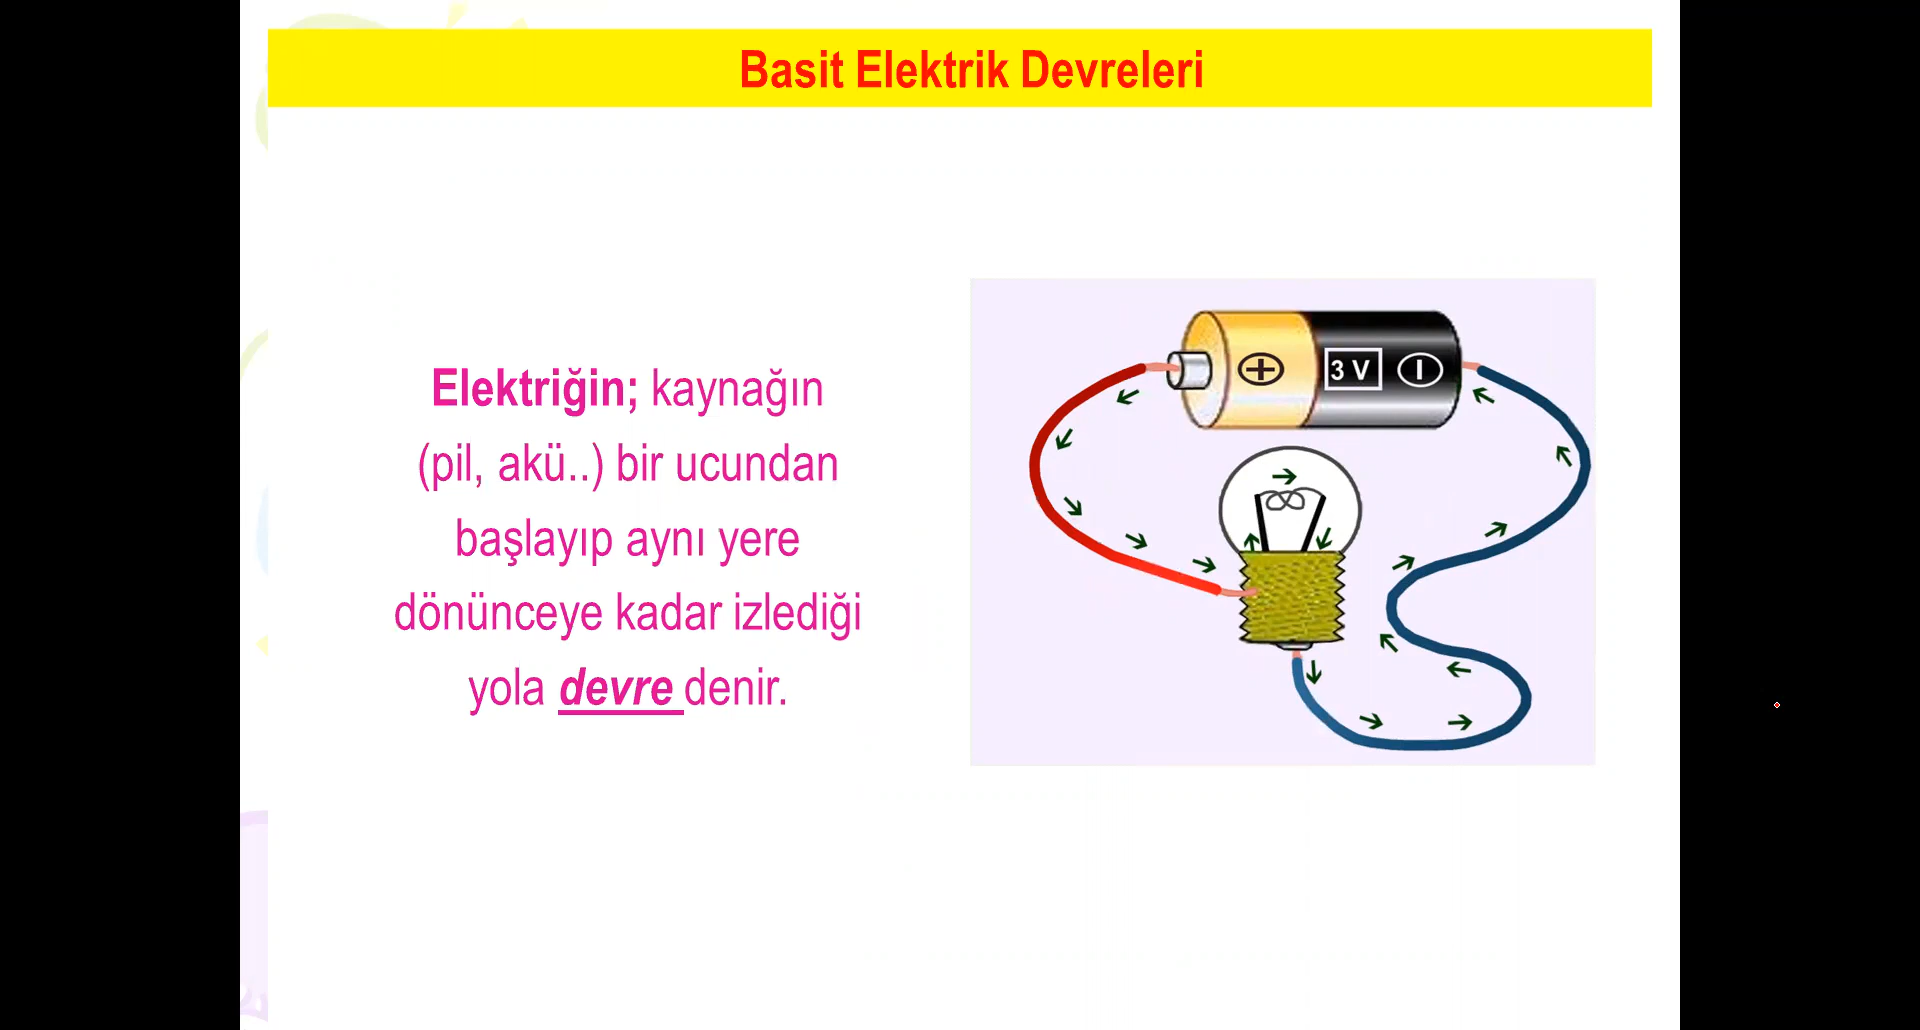 Basit Elektrik Devreleri
Elektriğin; kaynağın
(pil, akü..) bir ucundan
başlayıp aynı yere
dönünceye kadar izlediği
yola devre denir.
3 V